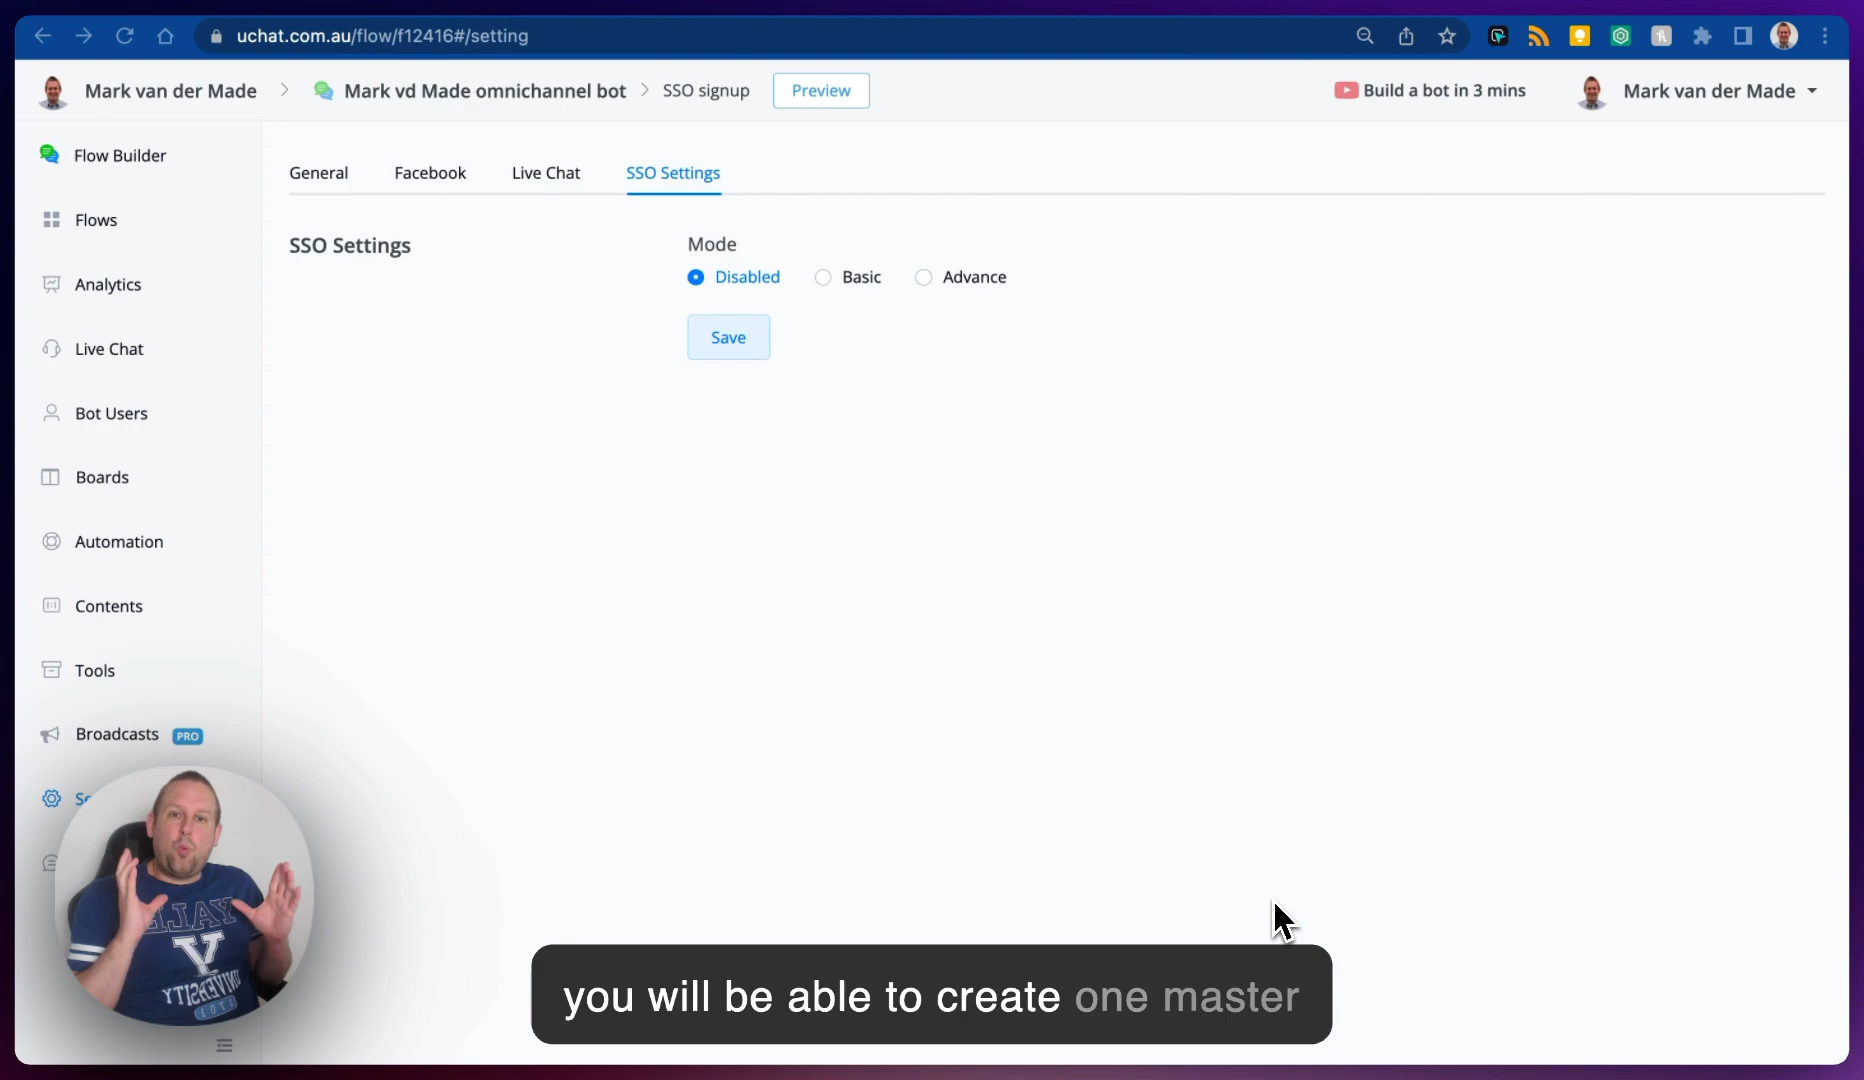 uchat.com.au/flow/f12416#/setting
Mark van der Made
Mark vd Made omnichannel bot
SSO signup
Preview
Build a bot in 3 mins
Mark van der Made
Flow Builder
Flows
Analytics
Live Chat
Bot Users
Boards
Automation
Contents
Tools
Broadcasts PRO
General
Facebook
Live Chat
SSO Settings
SSO Settings
Mode
Disabled
Basic
Advance
Save
YALE
Y
UNIVERSITY
1701
you will be able to create one master